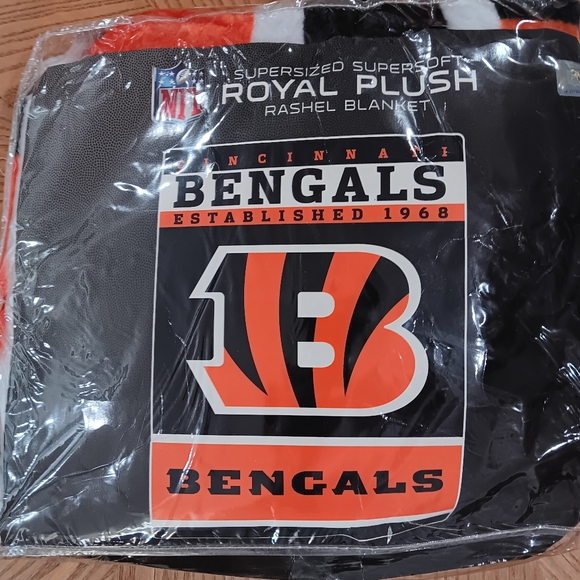 SUPERSIZED SUPERSOFT
NFL
ROYAL PLUSH
RASHEL BLANKET
CINCINNATI
BENGALS
ESTABLISHED 1968
B
BENGALS